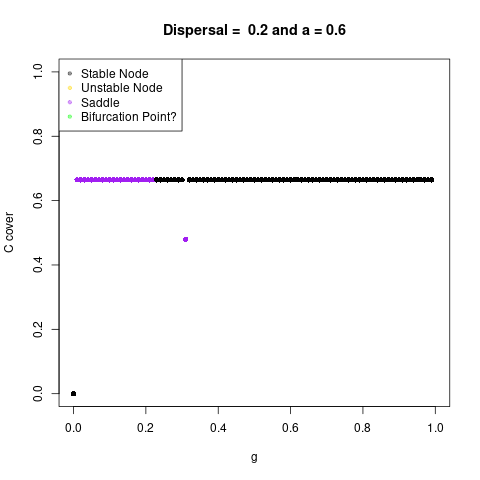 Dispersal =  0.2 and a = 0.6
Stable Node
Unstable Node
Saddle
Bifurcation Point?
C cover
1.0
0.8
0.6
0.4
0.2
0.0
0.0 0.2 0.4 0.6 0.8 1.0
g